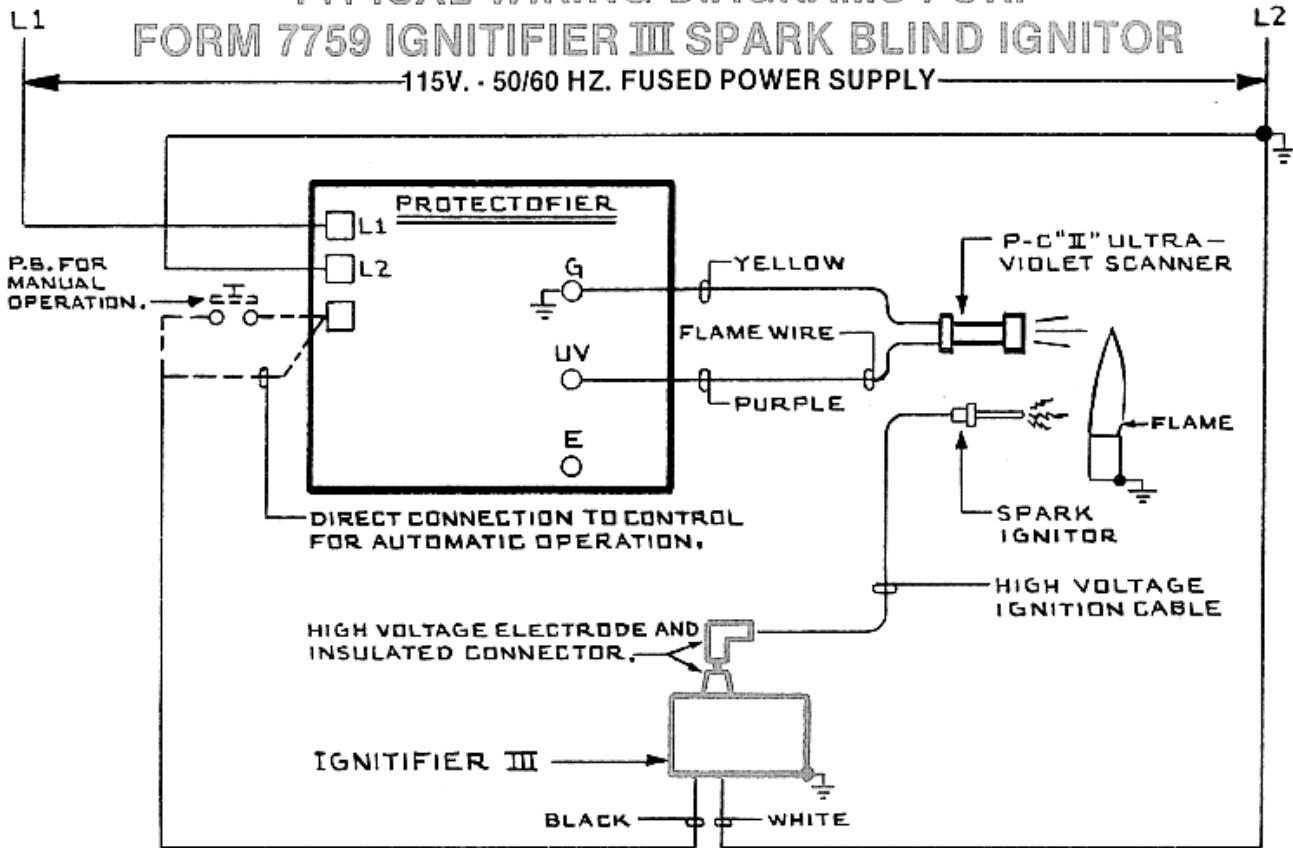 L1
L2
FORM 7759 IGNITIFIER III SPARK BLIND IGNITOR
115V. - 50/60 HZ. FUSED POWER SUPPLY
PROTECTOFIER
L1
L2
P.B. FOR
MANUAL
OPERATION.
G
YELLOW
P-C"II" ULTRA-
VIOLET SCANNER
FLAME WIRE
UV
PURPLE
E
FLAME
DIRECT CONNECTION TO CONTROL
FOR AUTOMATIC OPERATION.
SPARK
IGNITOR
HIGH VOLTAGE
IGNITION CABLE
HIGH VOLTAGE ELECTRODE AND
INSULATED CONNECTOR.
IGNITIFIER III
BLACK
WHITE